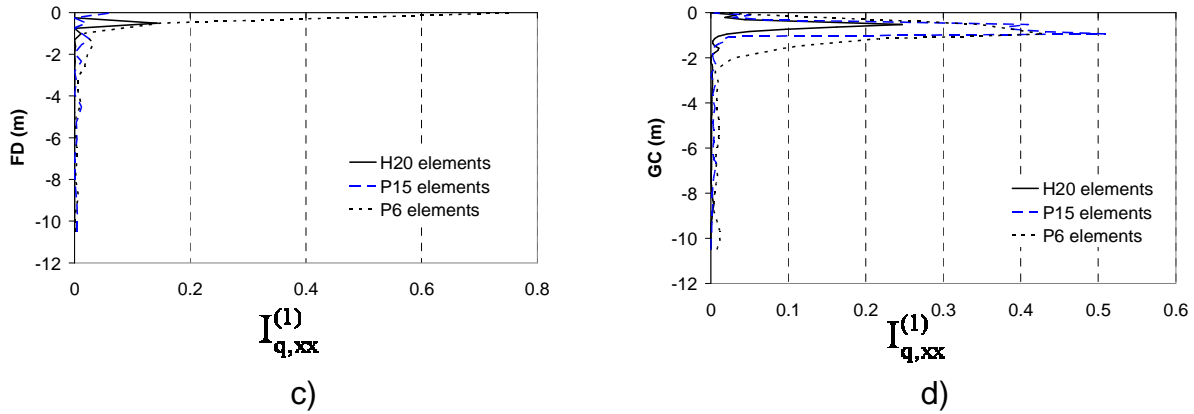 0
-2
-4
-6
-8
-10
-12
FD (m)
0 0.2 0.4 0.6 0.8
H20 elements
P15 elements
P6 elements
I(1)q,xx
c)
0
-2
-4
-6
-8
-10
-12
GC (m)
0 0.1 0.2 0.3 0.4 0.5 0.6
H20 elements
P15 elements
P6 elements
I(1)q,xx
d)